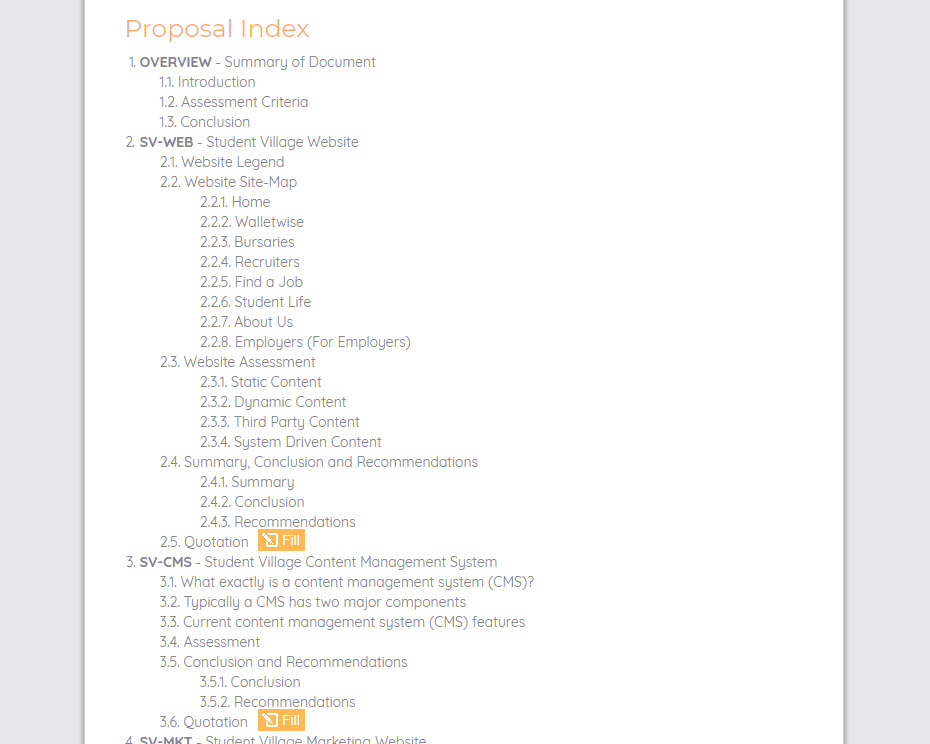 Proposal Index
1. OVERVIEW - Summary of Document
1.1. Introduction
1.2. Assessment Criteria
1.3. Conclusion
2. SV-WEB - Student Village Website
2.1. Website Legend
2.2. Website Site-Map
2.2.1. Home
2.2.2. Walletwise
2.2.3. Bursaries
2.2.4. Recruiters
2.2.5. Find a Job
2.2.6. Student Life
2.2.7. About Us
2.2.8. Employers (For Employers)
2.3. Website Assessment
2.3.1. Static Content
2.3.2. Dynamic Content
2.3.3. Third Party Content
2.3.4. System Driven Content
2.4. Summary, Conclusion and Recommendations
2.4.1. Summary
2.4.2. Conclusion
2.4.3. Recommendations
2.5. Quotation Fill
3. SV-CMS - Student Village Content Management System
3.1. What exactly is a content management system (CMS)?
3.2. Typically a CMS has two major components
3.3. Current content management system (CMS) features
3.4. Assessment
3.5. Conclusion and Recommendations
3.5.1. Conclusion
3.5.2. Recommendations
3.6. Quotation Fill
4. SV-MKT - Student Village Marketing Website